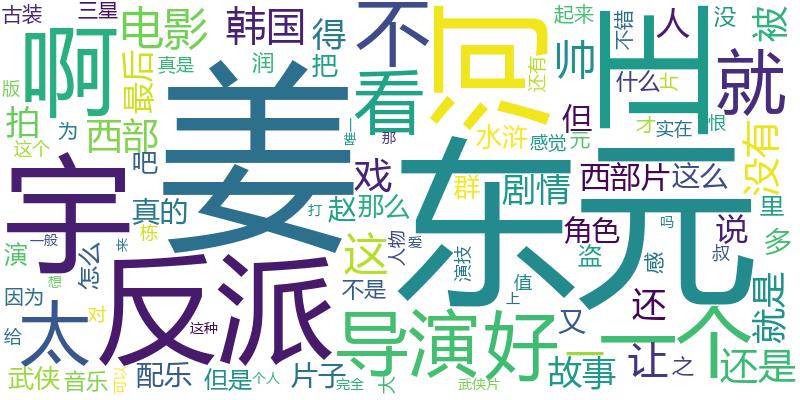 古装
三星
电影
韩国
得
不
问
丑
人
没
被
起来
不错
帅
啊
最后
真是
润
把
看
还有
什么
片
就
版
拍
为
西部
姜
唯一
那
水浒
感觉
元
但
才
实在
恨
没有
这个
吧
戏
东元
宇
真的
赵
那么
群
剧情
西部片
这么
里
栋
打
角色
说
多
演
一般
来
怎么
反派
这
人物
爱
演技
盗
感
叔
吗
因为
想
这种
不是
值
上
还
就是
给
太
对
导演
好
又
一个
武侠
音乐
可以
配乐
但是
个人
片子
完全
大
武侠片
一
故事
让
之
还是